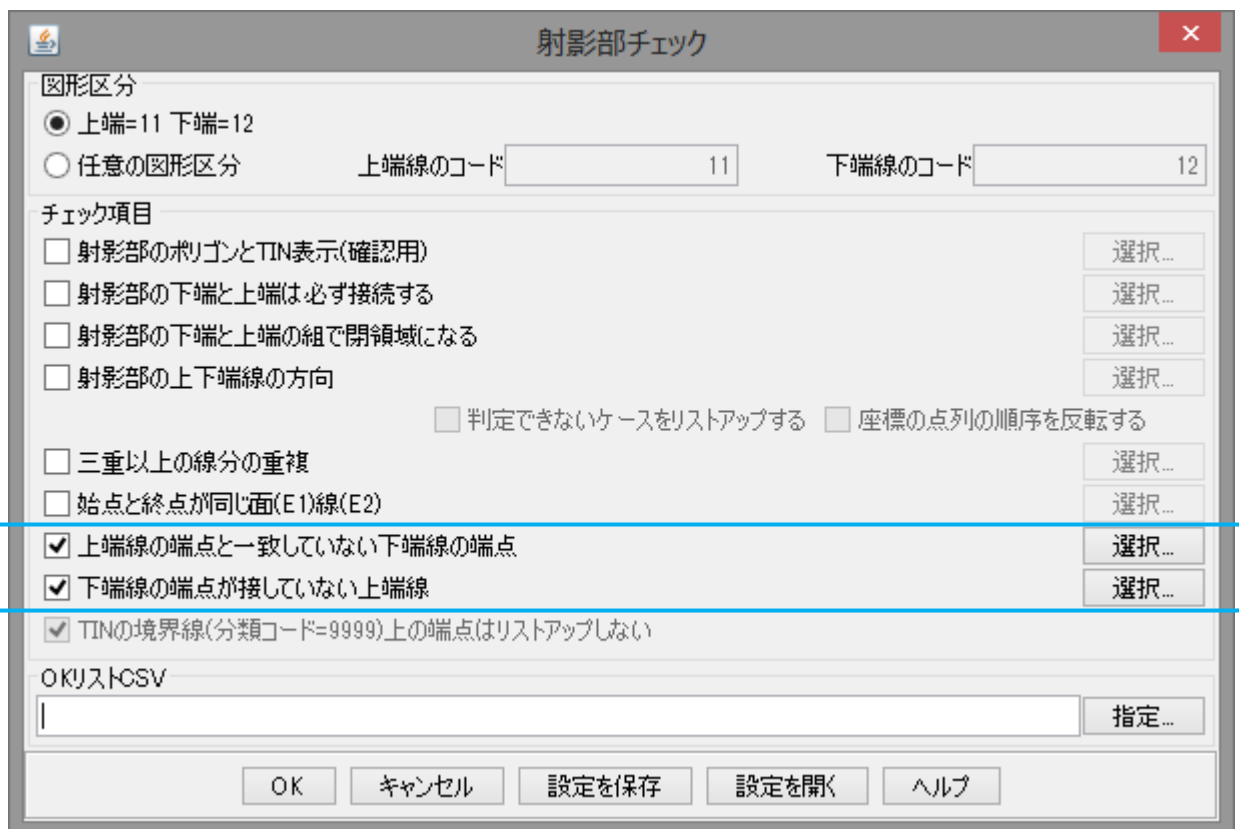 射影部チェック
図形区分
上端=11 下端=12
任意の図形区分 上端線のコード 11 下端線のコード 12
チェック項目
射影部のポリゴンとTIN表示(確認用) 選択...
射影部の下端と上端は必ず接続する 選択...
射影部の下端と上端の組で閉領域になる 選択...
射影部の上下端線の方向 選択...
判定できないケースをリストアップする 座標の点列の順序を反転する
三重以上の線分の重複 選択...
始点と終点が同じ面(E1)線(E2) 選択...
上端線の端点と一致していない下端線の端点 選択...
下端線の端点が接していない上端線 選択...
TINの境界線(分類コード=9999)上の端点はリストアップしない
OKリストCSV
指定...
OK キャンセル 設定を保存 設定を開く ヘルプ